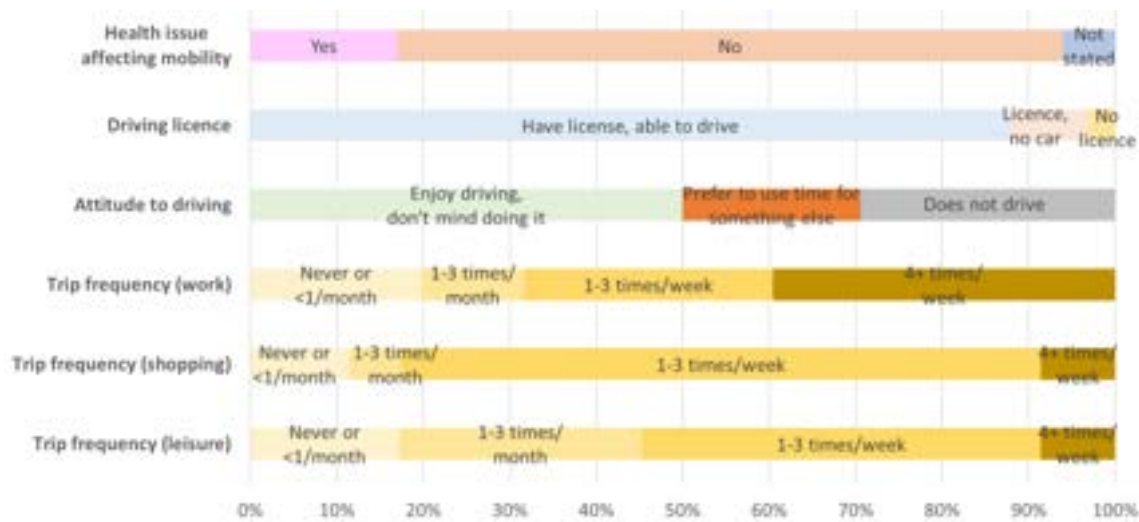 Health issue
affecting mobility
Yes
No
Not
stated
Driving licence
Have license, able to drive
Licence,
no car
No
licence
Attitude to driving
Enjoy driving,
don't mind doing it
Prefer to use time for
something else
Does not drive
Trip frequency (work)
Never or
<1/month
1-3 times/
month
1-3 times/week
4+ times/
week
Trip frequency (shopping)
Never or
<1/month
1-3 times/
month
1-3 times/week
4+ times/
week
Trip frequency (leisure)
Never or
<1/month
1-3 times/
month
1-3 times/week
4+ times/
week
0% 10% 20% 30% 40% 50% 60% 70% 80% 90% 100%